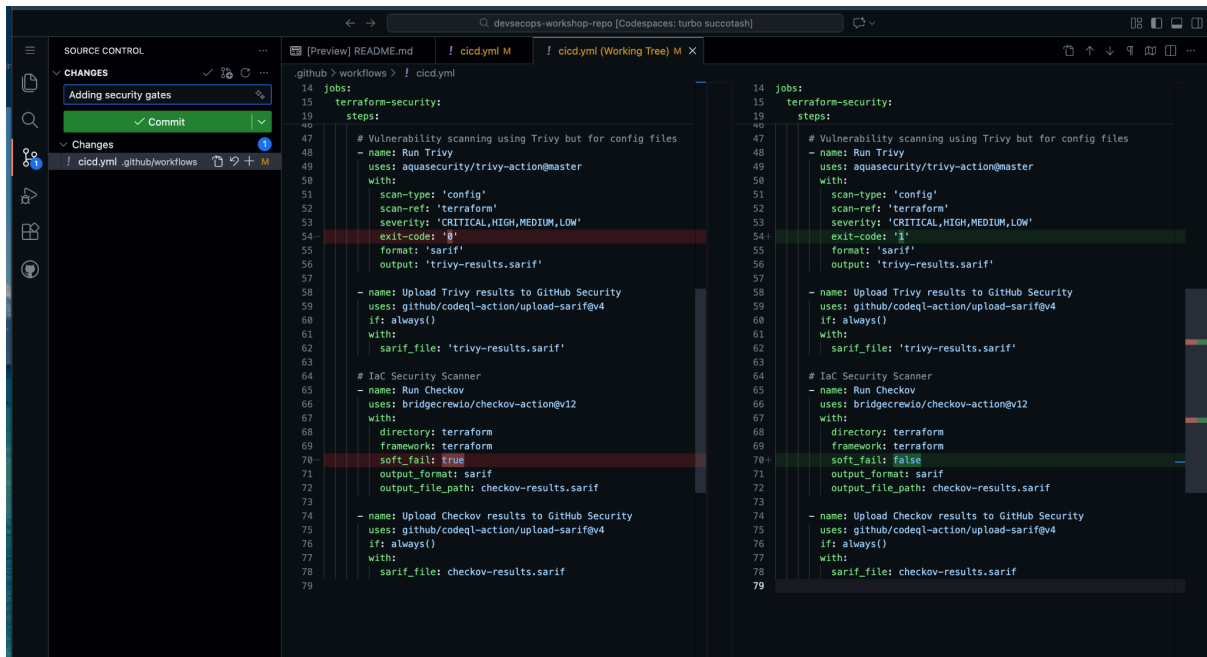 devsecops-workshop-repo [Codespaces: turbo succotash]
SOURCE CONTROL
CHANGES
Adding security gates
Commit
Changes
1
cicd.yml .github/workflows M
1
[Preview] README.md
! cicd.yml M
! cicd.yml (Working Tree) M
.github > workflows > ! cicd.yml
14 jobs:
15 terraform-security:
19 steps:
46
47 # Vulnerability scanning using Trivy but for config files
48 - name: Run Trivy
49 uses: aquasecurity/trivy-action@master
50 with:
51 scan-type: 'config'
52 scan-ref: 'terraform'
53 severity: 'CRITICAL,HIGH,MEDIUM,LOW'
54- exit-code: '0'
55 format: 'sarif'
56 output: 'trivy-results.sarif'
57
58 - name: Upload Trivy results to GitHub Security
59 uses: github/codeql-action/upload-sarif@v4
60 if: always()
61 with:
62 sarif_file: 'trivy-results.sarif'
63
64 # IaC Security Scanner
65 - name: Run Checkov
66 uses: bridgecrewio/checkov-action@v12
67 with:
68 directory: terraform
69 framework: terraform
70- soft_fail: true
71 output_format: sarif
72 output_file_path: checkov-results.sarif
73
74 - name: Upload Checkov results to GitHub Security
75 uses: github/codeql-action/upload-sarif@v4
76 if: always()
77 with:
78 sarif_file: checkov-results.sarif
79
14 jobs:
15 terraform-security:
19 steps:
46
47 # Vulnerability scanning using Trivy but for config files
48 - name: Run Trivy
49 uses: aquasecurity/trivy-action@master
50 with:
51 scan-type: 'config'
52 scan-ref: 'terraform'
53 severity: 'CRITICAL,HIGH,MEDIUM,LOW'
54+ exit-code: '1'
55 format: 'sarif'
56 output: 'trivy-results.sarif'
57
58 - name: Upload Trivy results to GitHub Security
59 uses: github/codeql-action/upload-sarif@v4
60 if: always()
61 with:
62 sarif_file: 'trivy-results.sarif'
63
64 # IaC Security Scanner
65 - name: Run Checkov
66 uses: bridgecrewio/checkov-action@v12
67 with:
68 directory: terraform
69 framework: terraform
70+ soft_fail: false
71 output_format: sarif
72 output_file_path: checkov-results.sarif
73
74 - name: Upload Checkov results to GitHub Security
75 uses: github/codeql-action/upload-sarif@v4
76 if: always()
77 with:
78 sarif_file: checkov-results.sarif
79